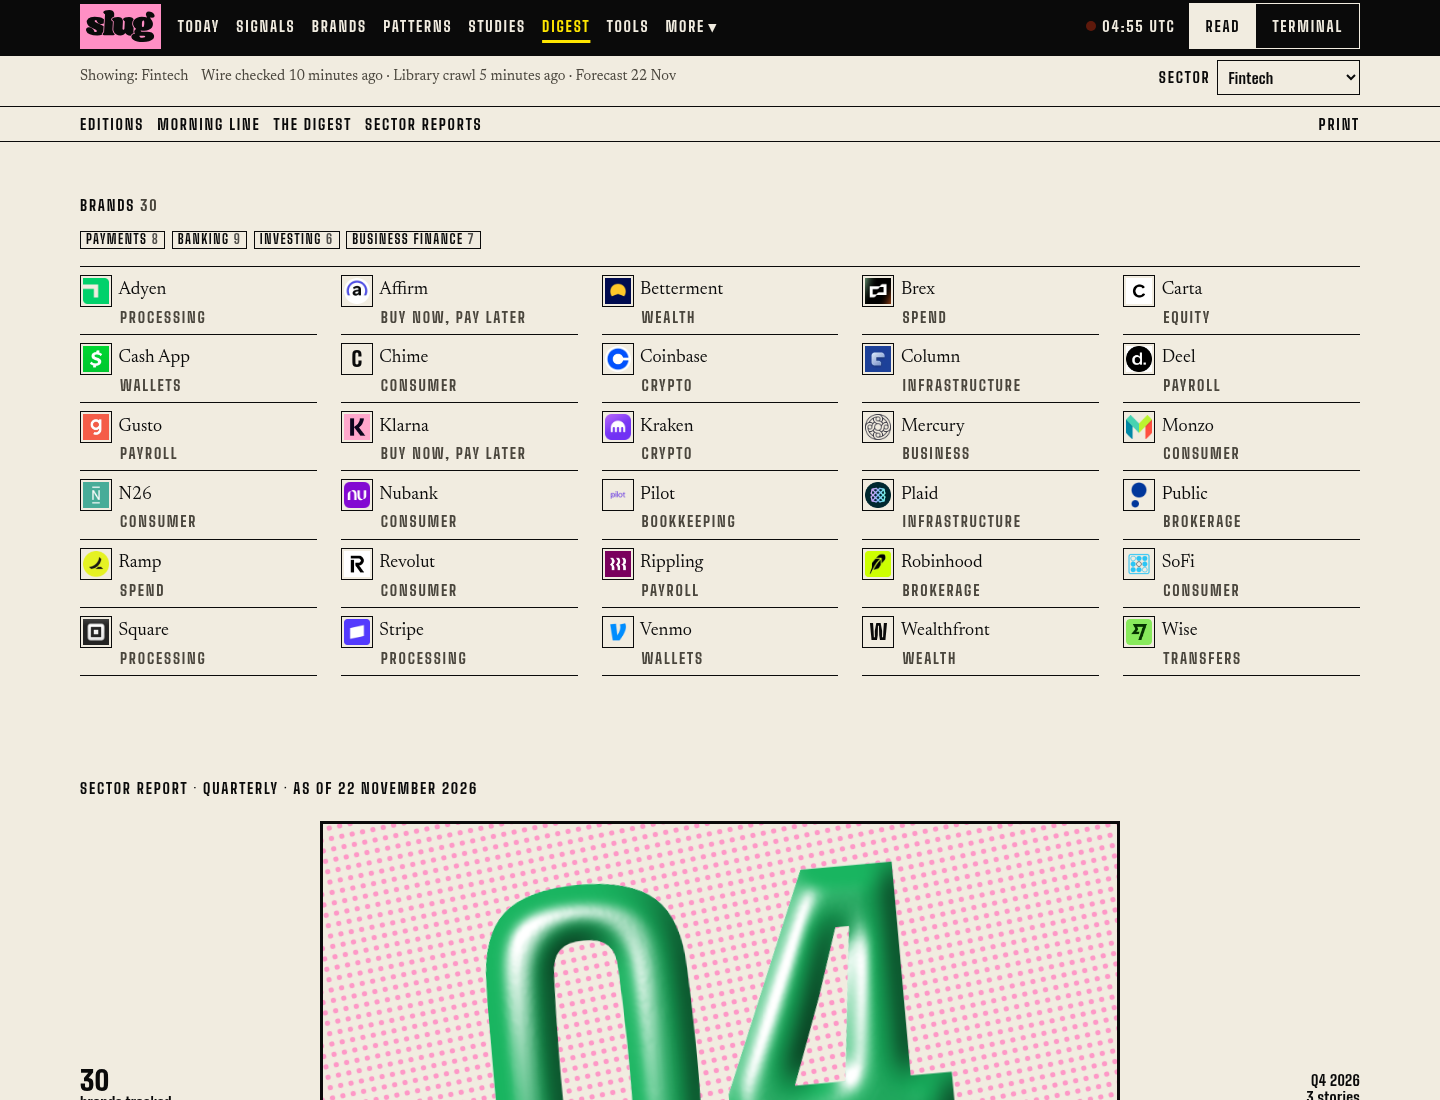 slug TODAY SIGNALS BRANDS PATTERNS STUDIES DIGEST TOOLS MORE ▾ 04:55 UTC READ TERMINAL
Showing: Fintech Wire checked 10 minutes ago · Library crawl 5 minutes ago · Forecast 22 Nov SECTOR Fintech
EDITIONS MORNING LINE THE DIGEST SECTOR REPORTS PRINT
BRANDS 30
PAYMENTS 8 BANKING 9 INVESTING 6 BUSINESS FINANCE 7
Adyen Affirm Betterment Brex Carta
PROCESSING BUY NOW, PAY LATER WEALTH SPEND EQUITY
Cash App Chime Coinbase Column Deel
WALLETS CONSUMER CRYPTO INFRASTRUCTURE PAYROLL
Gusto Klarna Kraken Mercury Monzo
PAYROLL BUY NOW, PAY LATER CRYPTO BUSINESS CONSUMER
N26 Nubank Pilot Plaid Public
CONSUMER CONSUMER BOOKKEEPING INFRASTRUCTURE BROKERAGE
Ramp Revolut Rippling Robinhood SoFi
SPEND CONSUMER PAYROLL BROKERAGE CONSUMER
Square Stripe Venmo Wealthfront Wise
PROCESSING PROCESSING WALLETS WEALTH TRANSFERS
SECTOR REPORT · QUARTERLY · AS OF 22 NOVEMBER 2026
04
30
brands tracked
Q4 2026
3 stories